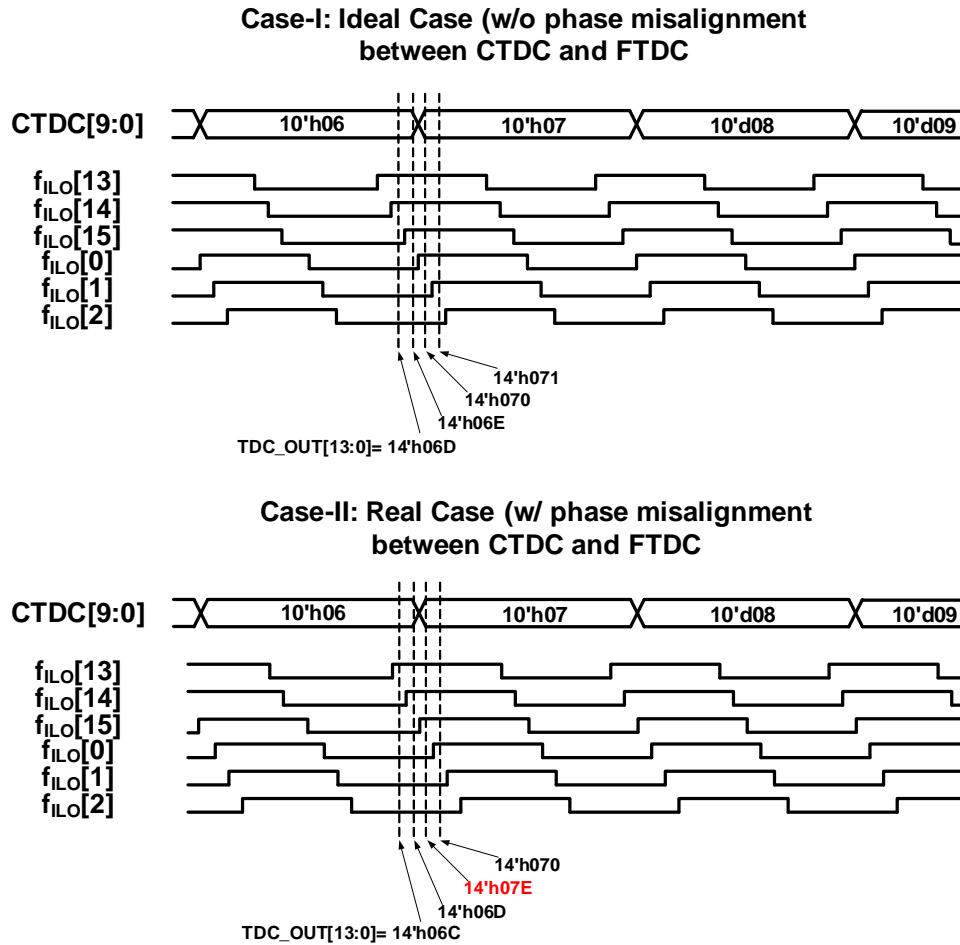 Case-I: Ideal Case (w/o phase misalignment
between CTDC and FTDC
CTDC[9:0]
10'h06
10'h07
10'd08
10'd09
fILO[13]
fILO[14]
fILO[15]
fILO[0]
fILO[1]
fILO[2]
14'h071
14'h070
14'h06E
TDC_OUT[13:0]= 14'h06D
Case-II: Real Case (w/ phase misalignment
between CTDC and FTDC
CTDC[9:0]
10'h06
10'h07
10'd08
10'd09
fILO[13]
fILO[14]
fILO[15]
fILO[0]
fILO[1]
fILO[2]
14'h070
14'h07E
14'h06D
TDC_OUT[13:0]= 14'h06C